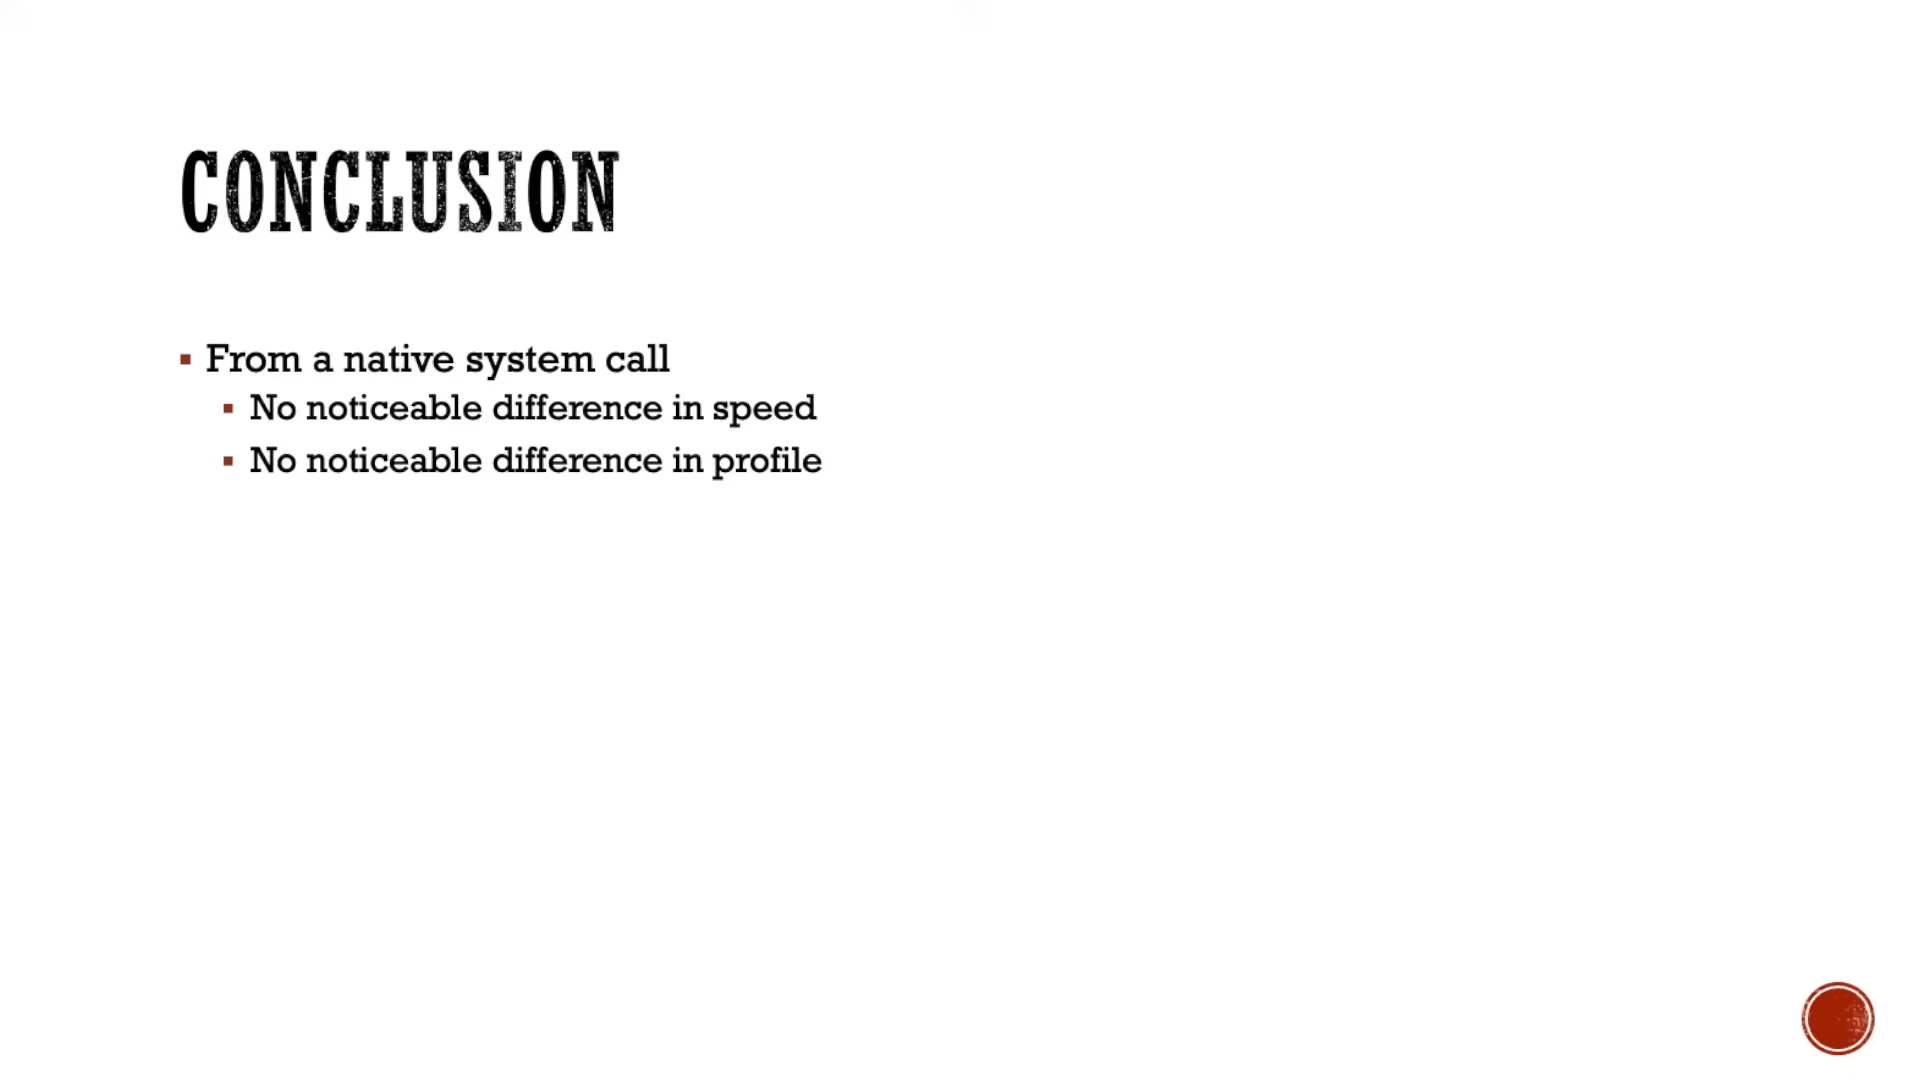 CONCLUSION
From a native system call
No noticeable difference in speed
No noticeable difference in profile